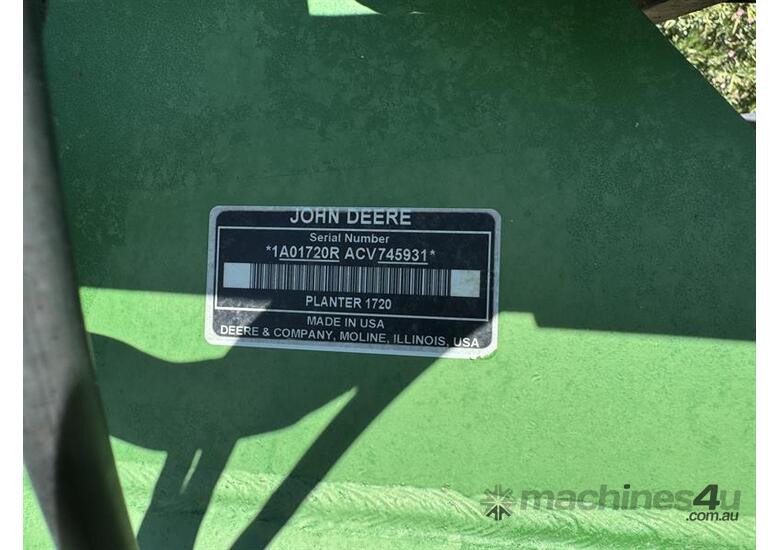 JOHN DEERE
Serial Number
*1A01720R ACV745931*
PLANTER 1720
MADE IN USA
DEERE & COMPANY, MOLINE, ILLINOIS, USA
machines4u
.com.au